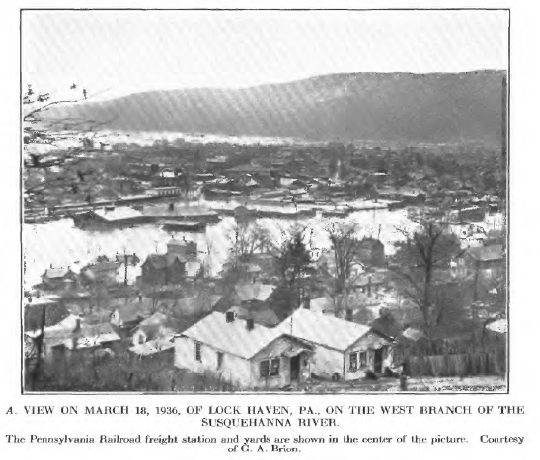 A. VIEW ON MARCH 18, 1936, OF LOCK HAVEN, PA., ON THE WEST BRANCH OF THE
SUSQUEHANNA RIVER.
The Pennsylvania Railroad freight station and yards are shown in the center of the picture. Courtesy
of G. A. Brion.